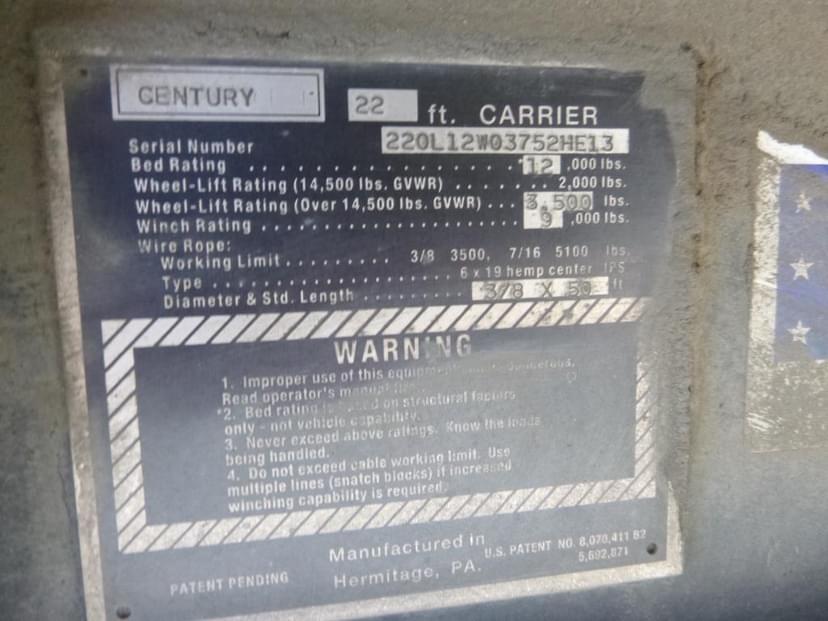 CENTURY
22 ft. CARRIER
Serial Number 220L12W03752HE13
Bed Rating . . . . . . . . . . . . . . . . . *12 ,000 lbs.
Wheel-Lift Rating (14,500 lbs. GVWR) . . . . . . . 2,000 lbs.
Wheel-Lift Rating (Over 14,500 lbs. GVWR) . . . 3,500 lbs.
Winch Rating . . . . . . . . . . . . . . . . . . . . . . . . 9 ,000 lbs.
Wire Rope:
Working Limit . . . . . . . . . 3/8 3500, 7/16 5100 lbs.
Type . . . . . . . . . . . . . . . . . . . . 6 x 19 hemp center IPS
Diameter & Std. Length . . . . . . . . . 3/8 X 50 ft
WARNING
1. Improper use of this equipment dangerous.
Read operator's manual
*2. Bed rating is based on structural factors
only - not vehicle capability.
3. Never exceed above ratings. Know the loads
being handled.
4. Do not exceed cable working limit. Use
multiple lines (snatch blocks) if increased
winching capability is required.
Manufactured in
Hermitage, PA.
PATENT PENDING
U.S. PATENT NO. 8,070,411 B2
5,692,871